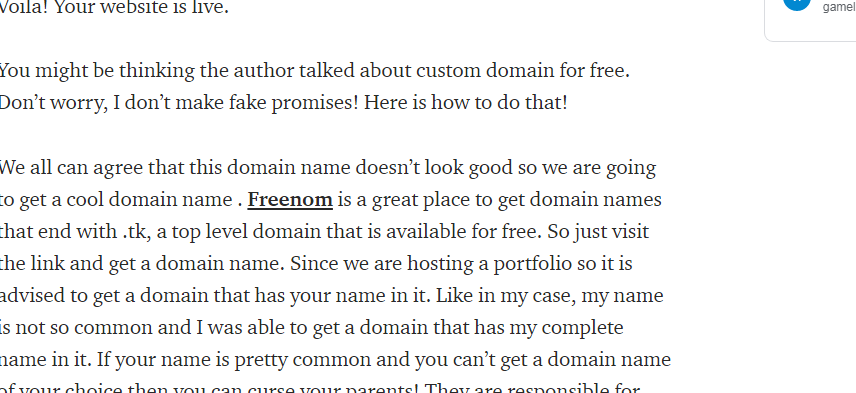 Voila! Your website is live.
gamel
You might be thinking the author talked about custom domain for free.
Don’t worry, I don’t make fake promises! Here is how to do that!
We all can agree that this domain name doesn’t look good so we are going
to get a cool domain name . Freenom is a great place to get domain names
that end with .tk, a top level domain that is available for free. So just visit
the link and get a domain name. Since we are hosting a portfolio so it is
advised to get a domain that has your name in it. Like in my case, my name
is not so common and I was able to get a domain that has my complete
name in it. If your name is pretty common and you can’t get a domain name
of your choice then you can curse your parents! They are responsible for